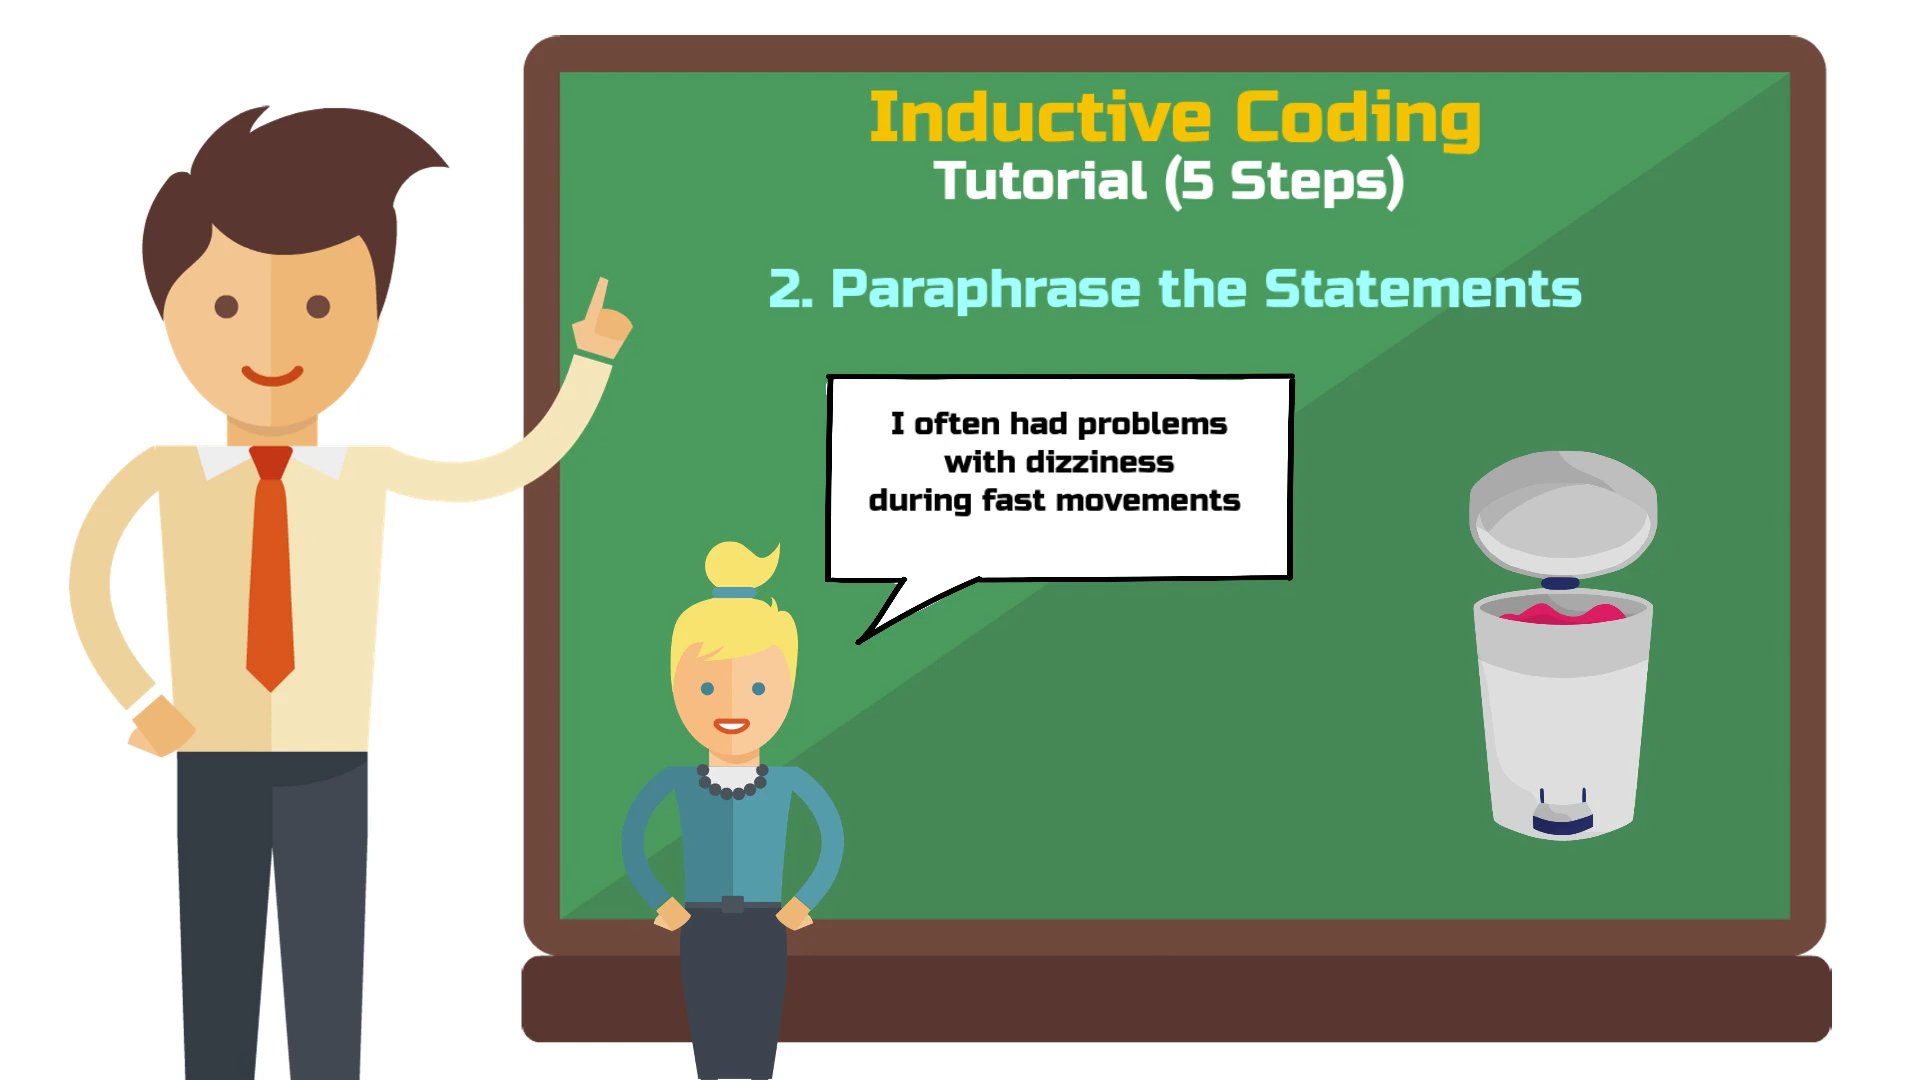 Inductive Coding
Tutorial (5 Steps)
2. Paraphrase the Statements
I often had problems
with dizziness
during fast movements